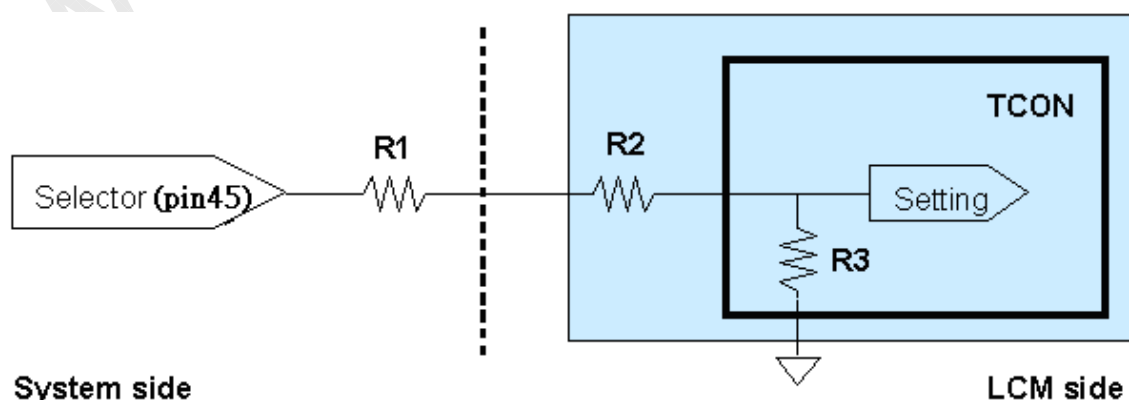 TCON
R1
R2
Selector (pin45)
Setting
R3
System side
LCM side